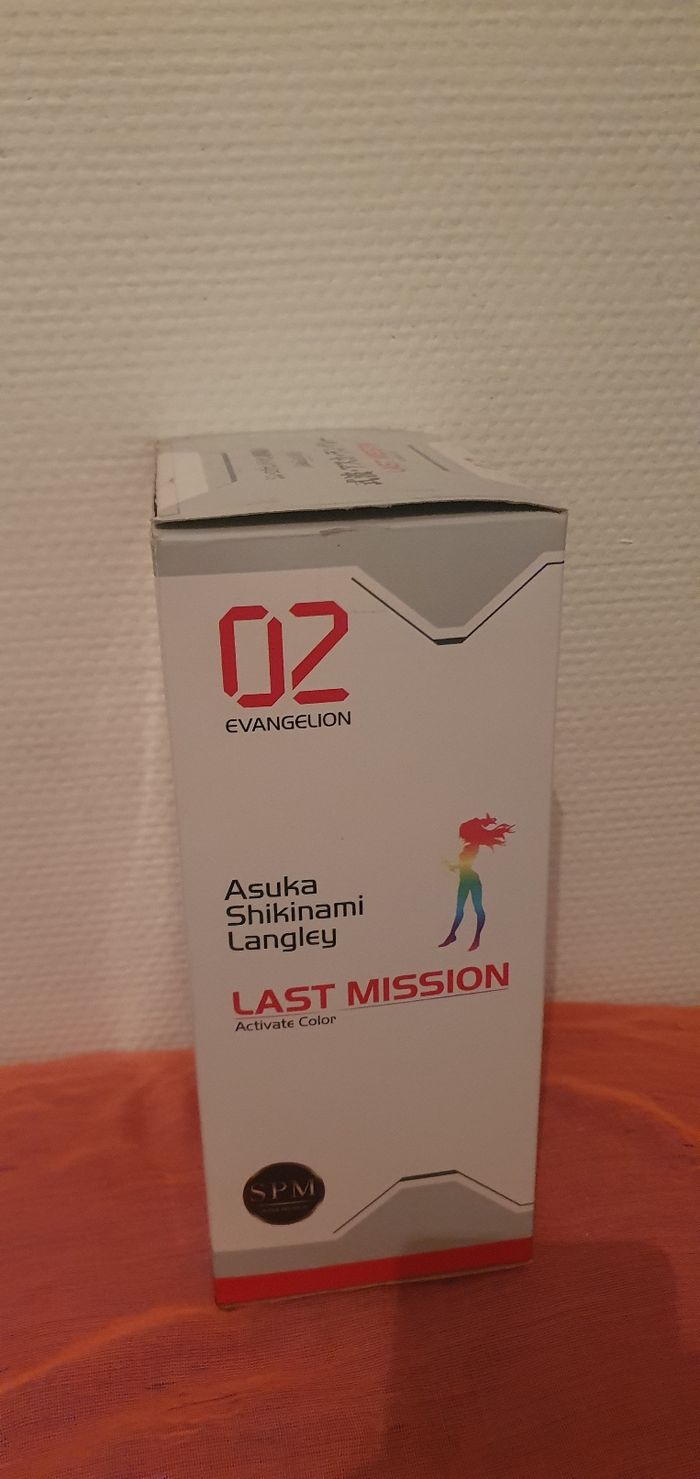 02
EVANGELION
Asuka
Shikinami
Langley
LAST MISSION
Activate Color
SPM